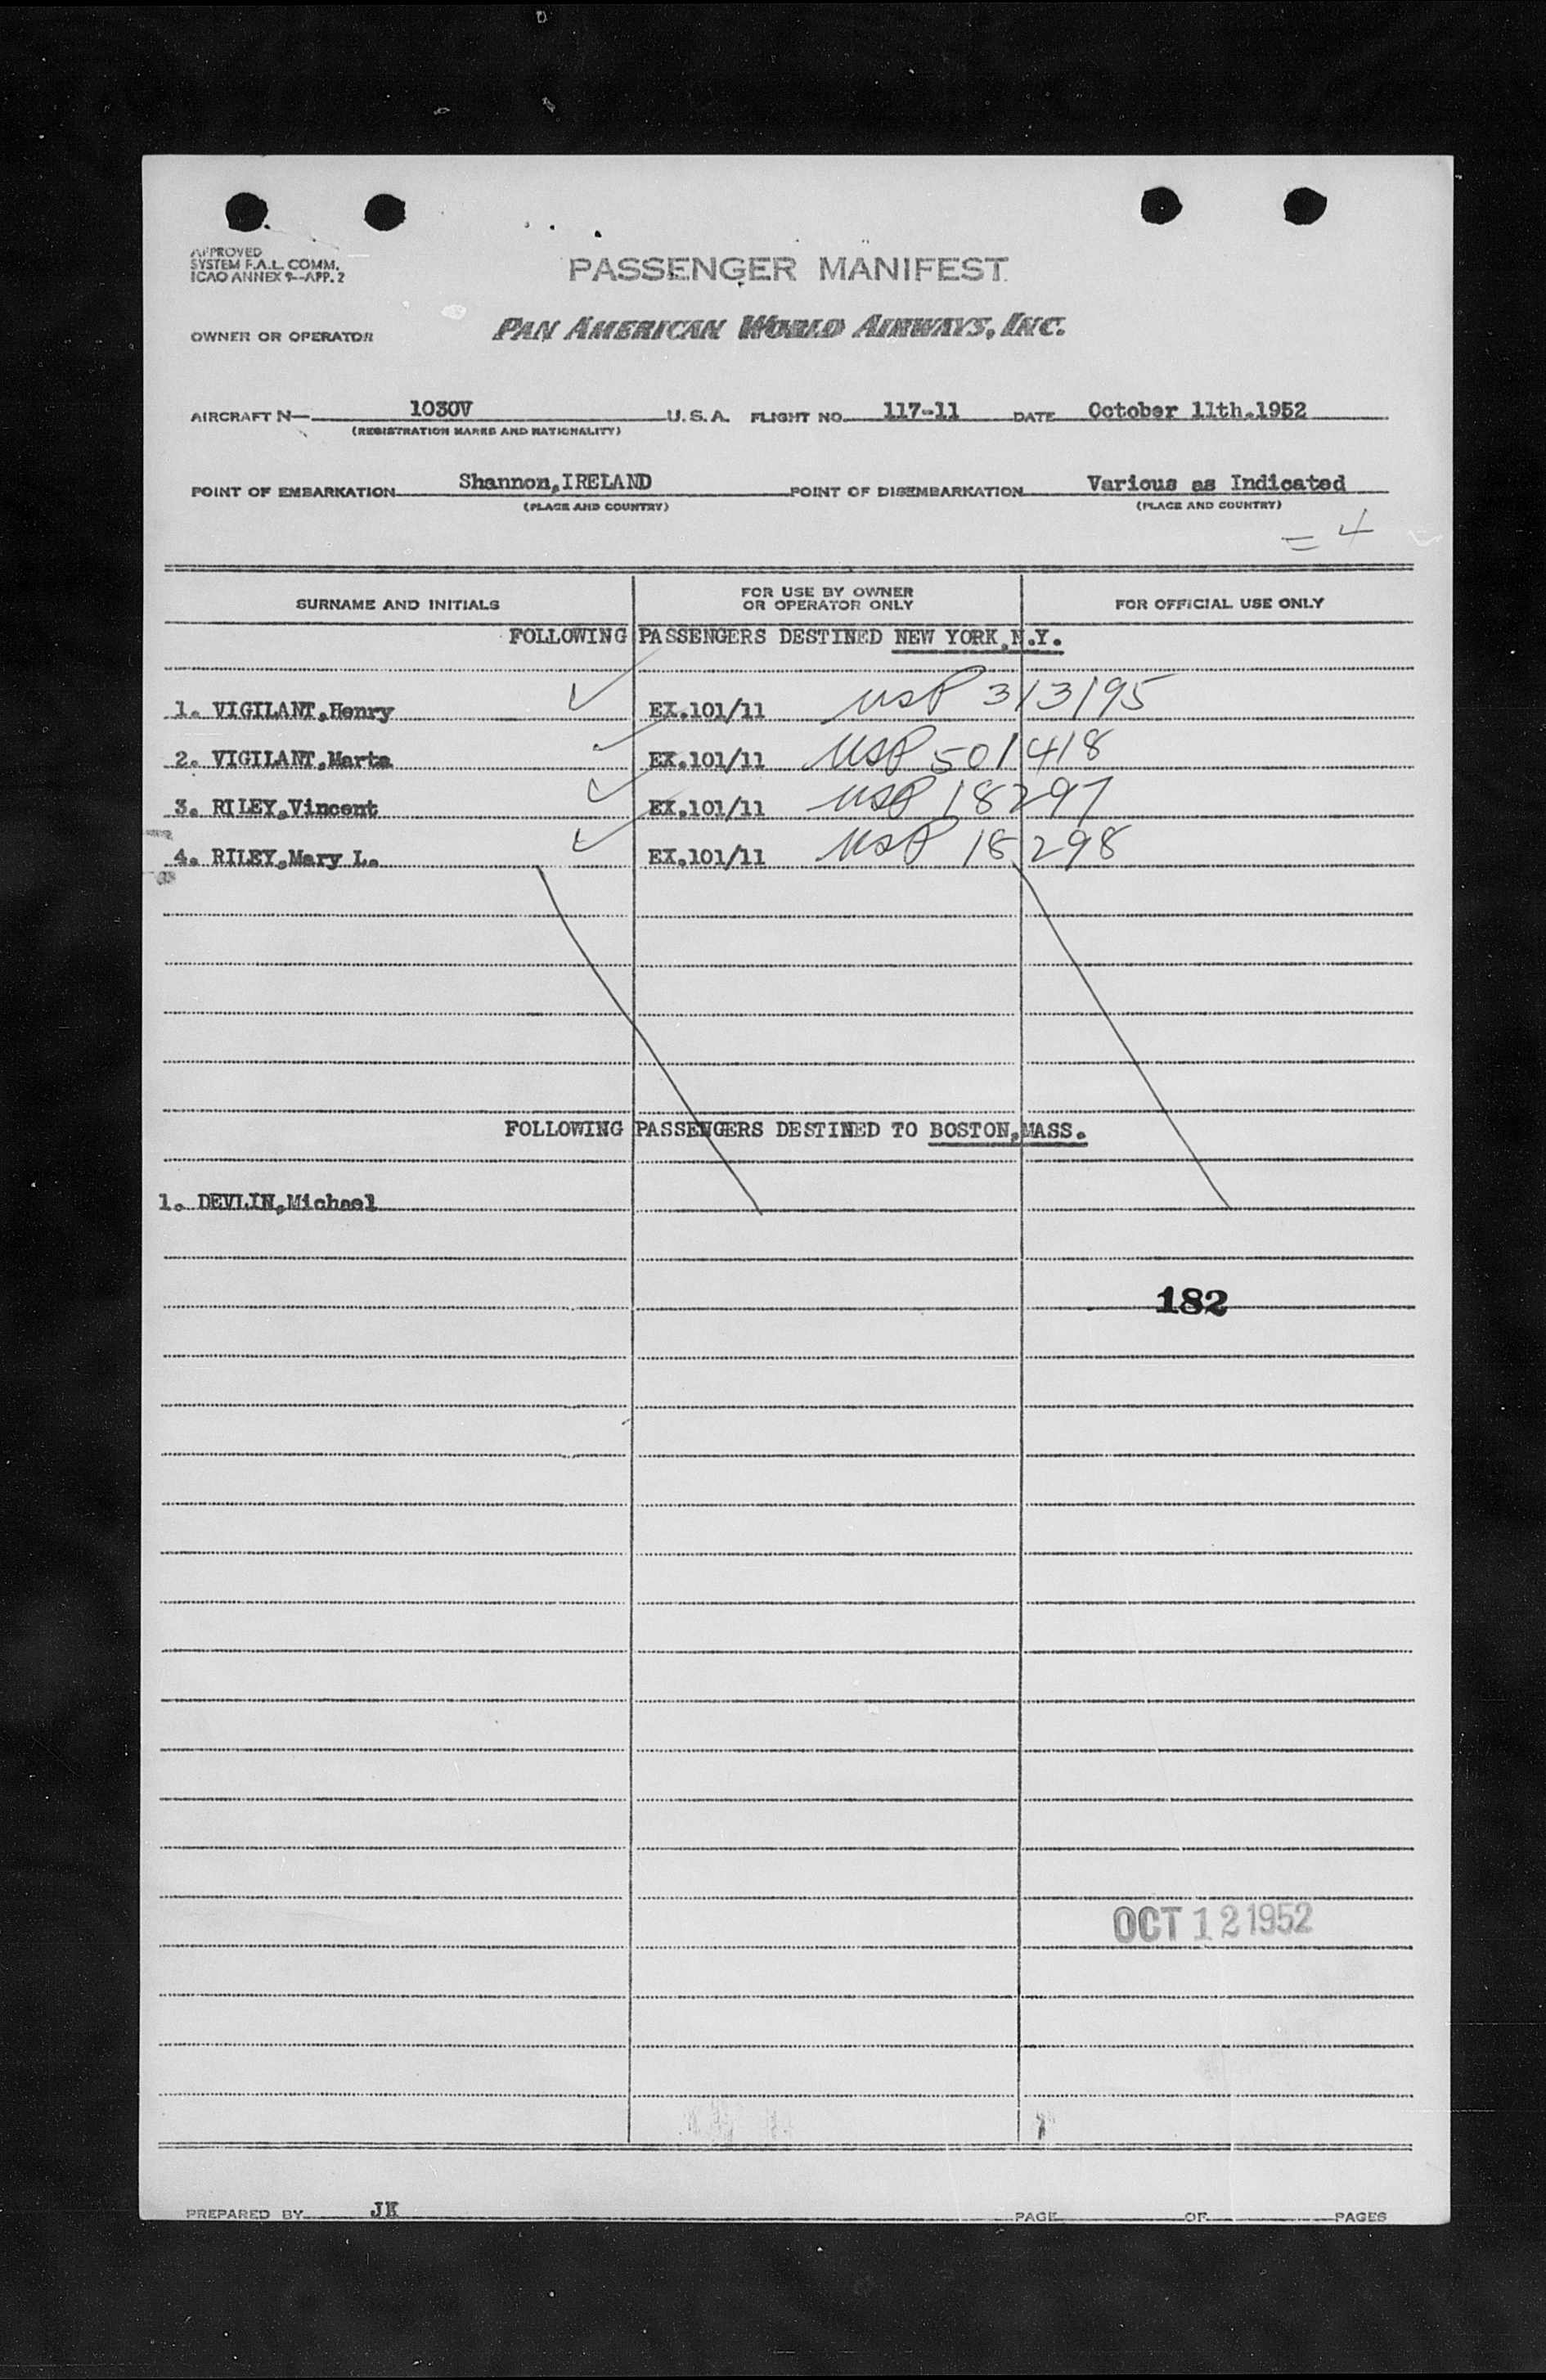 APPROVED
SYSTEM F.A.L. COMM.
ICAO ANNEX 9—APP. 2
PASSENGER MANIFEST
OWNER OR OPERATOR PAN AMERICAN WORLD AIRWAYS, INC.
AIRCRAFT N— 1030V U.S.A. FLIGHT NO. 117-11 DATE October 11th.1952
(REGISTRATION MARKS AND NATIONALITY)
POINT OF EMBARKATION Shannon,IRELAND POINT OF DISEMBARKATION Various as Indicated
(PLACE AND COUNTRY) (PLACE AND COUNTRY)
= 4
SURNAME AND INITIALS FOR USE BY OWNER OR OPERATOR ONLY FOR OFFICIAL USE ONLY
FOLLOWING PASSENGERS DESTINED NEW YORK,N.Y.
1. VIGILANT,Henry EX.101/11 USP 313195
2. VIGILANT,Marta EX.101/11 USP 501418
3. RILEY,Vincent EX.101/11 USP 18297
4. RILEY,Mary L. EX.101/11 USP 18298
FOLLOWING PASSENGERS DESTINED TO BOSTON,MASS.
1. DEVLIN,Michael
182
OCT 12 1952
PREPARED BY JK PAGE OF PAGES